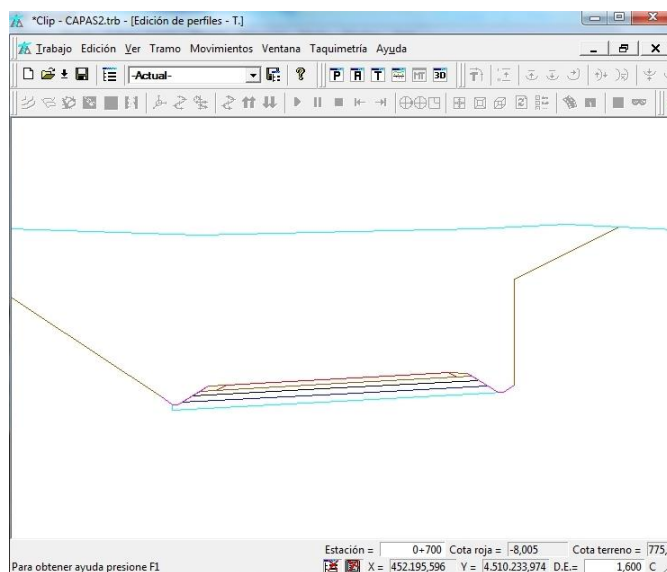 *Clip - CAPAS2.trb - [Edición de perfiles - T.]
Trabajo Edición Ver Tramo Movimientos Ventana Taquimetría Ayuda
-Actual- P A T MT 3D
Estación = 0+700 Cota roja = -8,005 Cota terreno = 775,
Para obtener ayuda presione F1 X = 452.195,596 Y = 4.510.233,974 D.E.= 1,600 C